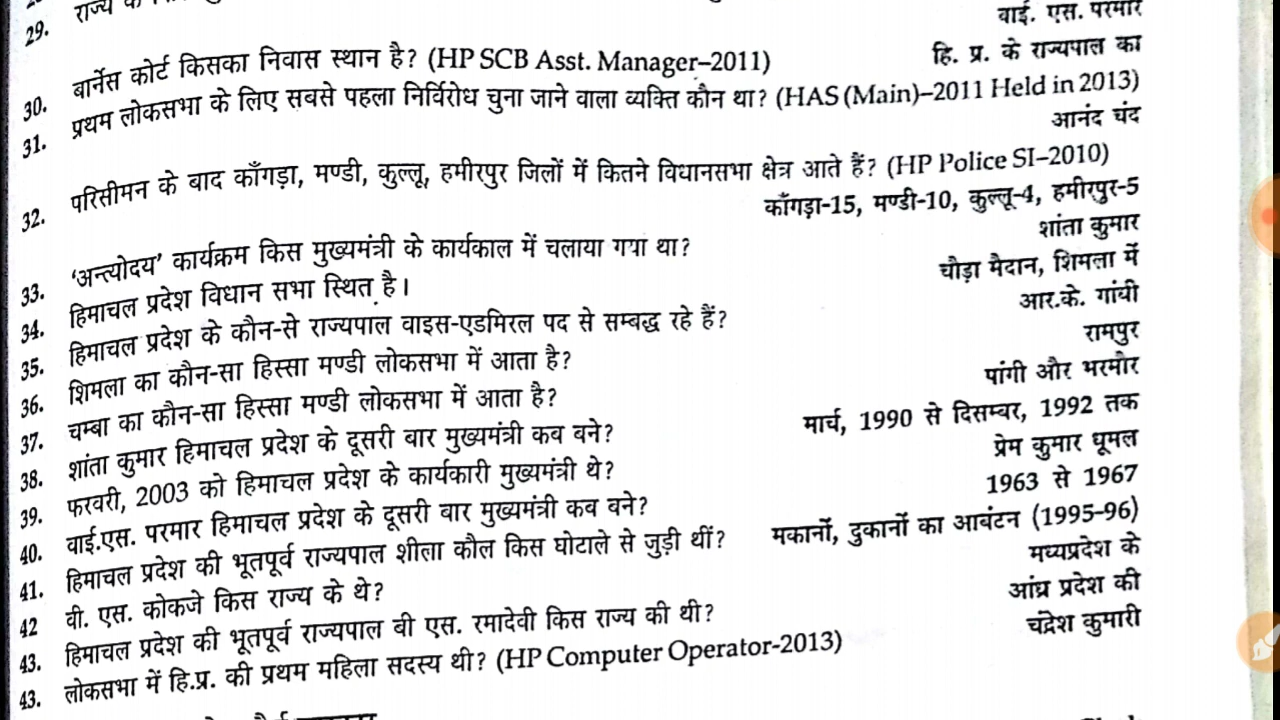 29.
वाई. एस. परमार
30. बार्नेस कोर्ट किसका निवास स्थान है? (HP SCB Asst. Manager–2011) हि. प्र. के राज्यपाल का
31. प्रथम लोकसभा के लिए सबसे पहला निर्विरोध चुना जाने वाला व्यक्ति कौन था? (HAS (Main)–2011 Held in 2013)
आनंद चंद
32. परिसीमन के बाद काँगड़ा, मण्डी, कुल्लू, हमीरपुर जिलों में कितने विधानसभा क्षेत्र आते हैं? (HP Police SI–2010)
काँगड़ा-15, मण्डी-10, कुल्लू-4, हमीरपुर-5
33. ‘अन्त्योदय’ कार्यक्रम किस मुख्यमंत्री के कार्यकाल में चलाया गया था? शांता कुमार
34. हिमाचल प्रदेश विधान सभा स्थित है। चौड़ा मैदान, शिमला में
35. हिमाचल प्रदेश के कौन-से राज्यपाल वाइस-एडमिरल पद से सम्बद्ध रहे हैं? आर.के. गांधी
36. शिमला का कौन-सा हिस्सा मण्डी लोकसभा में आता है? रामपुर
37. चम्बा का कौन-सा हिस्सा मण्डी लोकसभा में आता है? पांगी और भरमौर
38. शांता कुमार हिमाचल प्रदेश के दूसरी बार मुख्यमंत्री कब बने? मार्च, 1990 से दिसम्बर, 1992 तक
39. फरवरी, 2003 को हिमाचल प्रदेश के कार्यकारी मुख्यमंत्री थे? प्रेम कुमार धूमल
40. वाई.एस. परमार हिमाचल प्रदेश के दूसरी बार मुख्यमंत्री कब बने? 1963 से 1967
41. हिमाचल प्रदेश की भूतपूर्व राज्यपाल शीला कौल किस घोटाले से जुड़ी थीं? मकानों, दुकानों का आबंटन (1995-96)
42 वी. एस. कोकजे किस राज्य के थे? मध्यप्रदेश के
43. हिमाचल प्रदेश की भूतपूर्व राज्यपाल वी एस. रमादेवी किस राज्य की थी? आंध्र प्रदेश की
43. लोकसभा में हि.प्र. की प्रथम महिला सदस्य थी? (HP Computer Operator-2013) चंद्रेश कुमारी